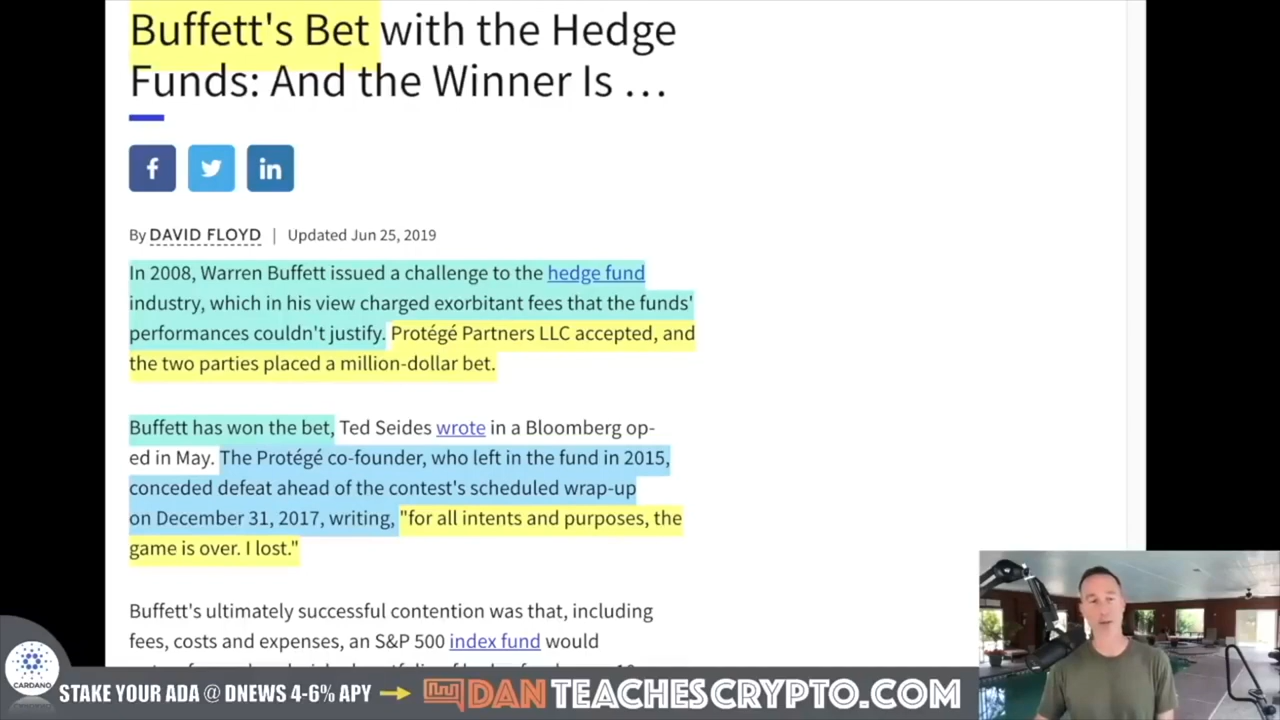 Buffett's Bet with the Hedge
Funds: And the Winner Is …
f
in
By DAVID FLOYD | Updated Jun 25, 2019
In 2008, Warren Buffett issued a challenge to the hedge fund
industry, which in his view charged exorbitant fees that the funds'
performances couldn't justify. Protégé Partners LLC accepted, and
the two parties placed a million-dollar bet.
Buffett has won the bet, Ted Seides wrote in a Bloomberg op-
ed in May. The Protégé co-founder, who left in the fund in 2015,
conceded defeat ahead of the contest's scheduled wrap-up
on December 31, 2017, writing, "for all intents and purposes, the
game is over. I lost."
Buffett's ultimately successful contention was that, including
fees, costs and expenses, an S&P 500 index fund would
CARDANO
STAKE YOUR ADA @ DNEWS 4-6% APY
DANTEACHESCRYPTO.COM